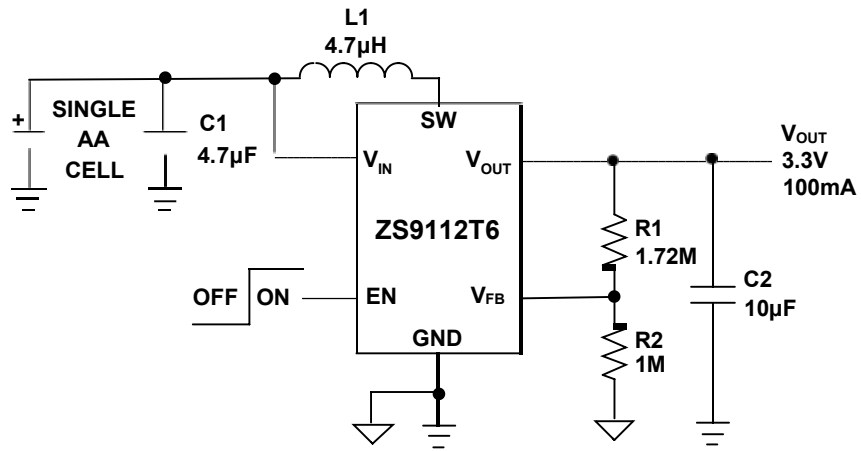 L1
4.7µH
+
SINGLE
AA
CELL
C1
4.7µF
SW
VIN
VOUT
ZS9112T6
OFF
ON
EN
VFB
GND
R1
1.72M
R2
1M
C2
10µF
VOUT
3.3V
100mA